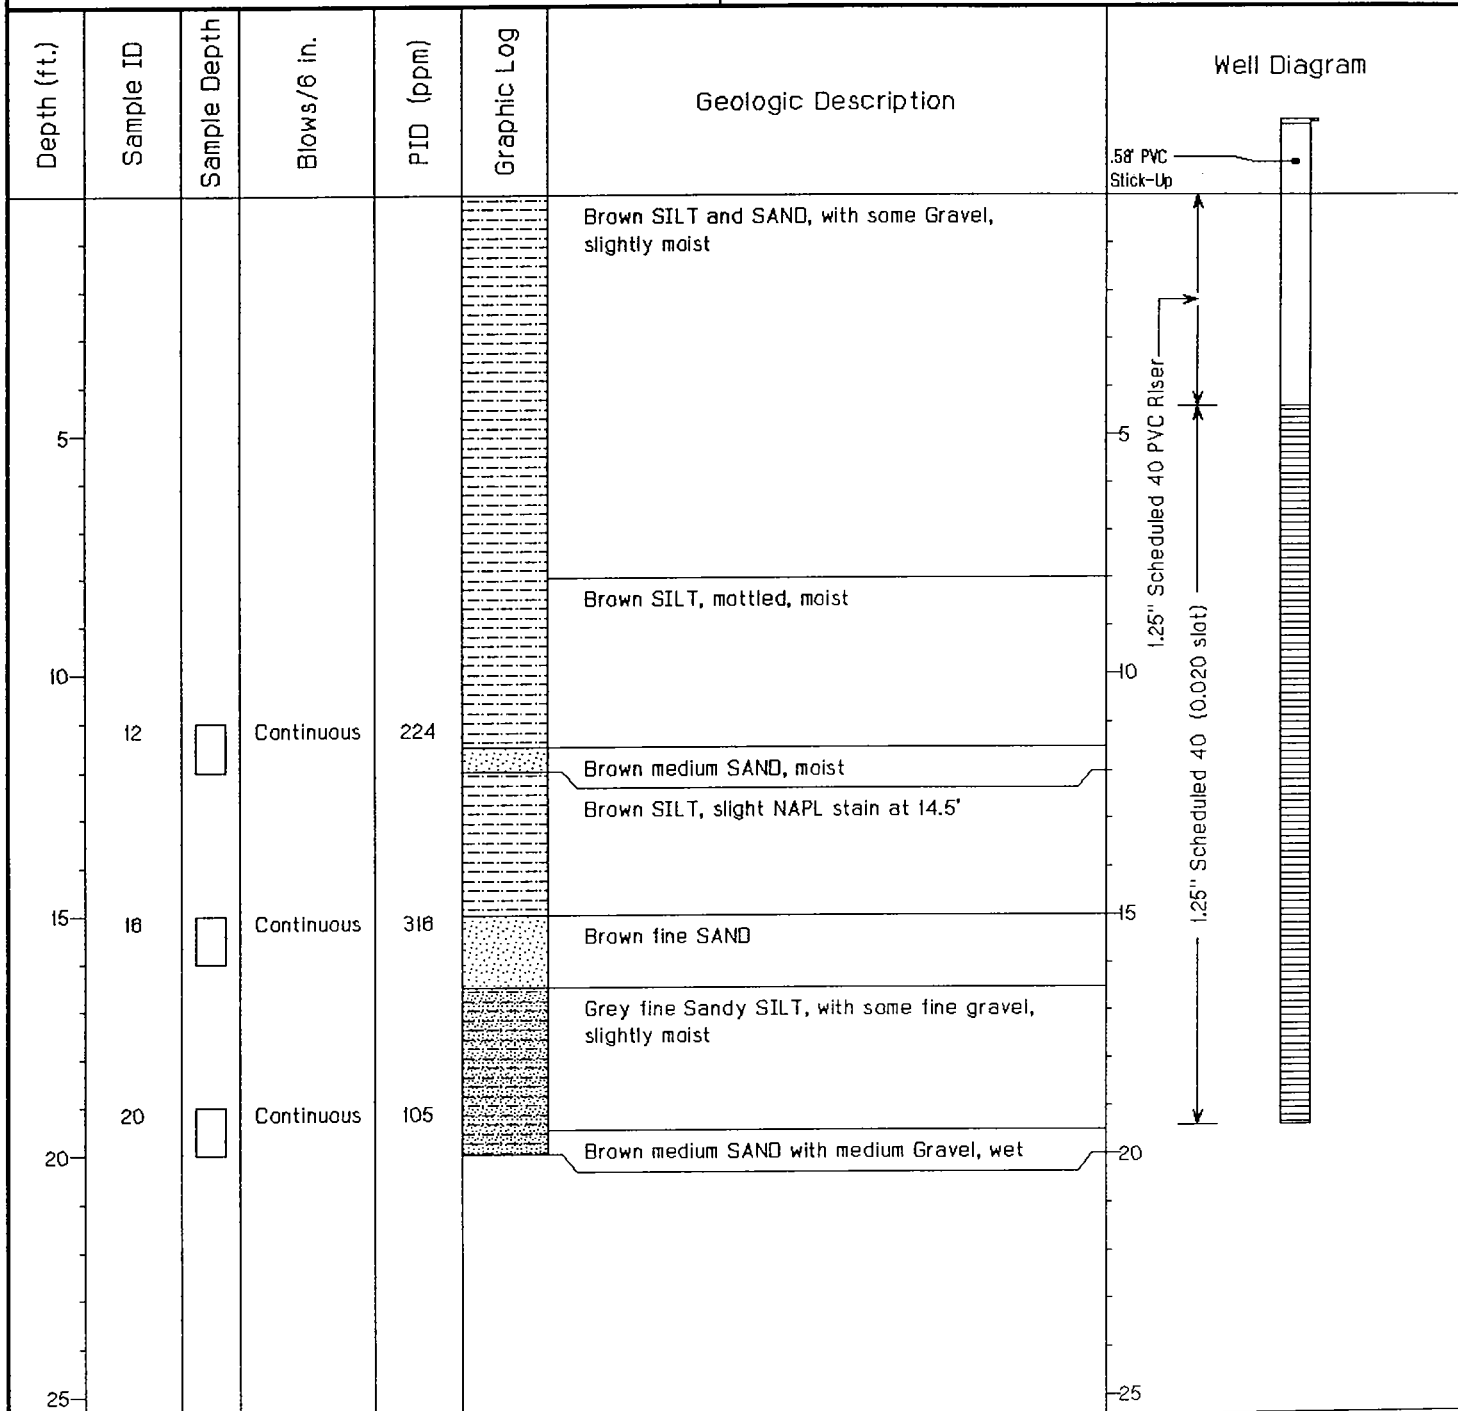 Depth (ft.)
Sample ID
Sample Depth
Blows/6 in.
PID (ppm)
Graphic Log
Geologic Description
Well Diagram
.58' PVC
Stick-Up
Brown SILT and SAND, with some Gravel,
slightly moist
1.25" Scheduled 40 PVC Riser
5
5
Brown SILT, mottled, moist
1.25" Scheduled 40 (0.020 slot)
10
10
12
Continuous
224
Brown medium SAND, moist
Brown SILT, slight NAPL stain at 14.5'
15
15
16
Continuous
316
Brown fine SAND
Grey fine Sandy SILT, with some fine gravel,
slightly moist
20
Continuous
105
Brown medium SAND with medium Gravel, wet
20
20
25
25